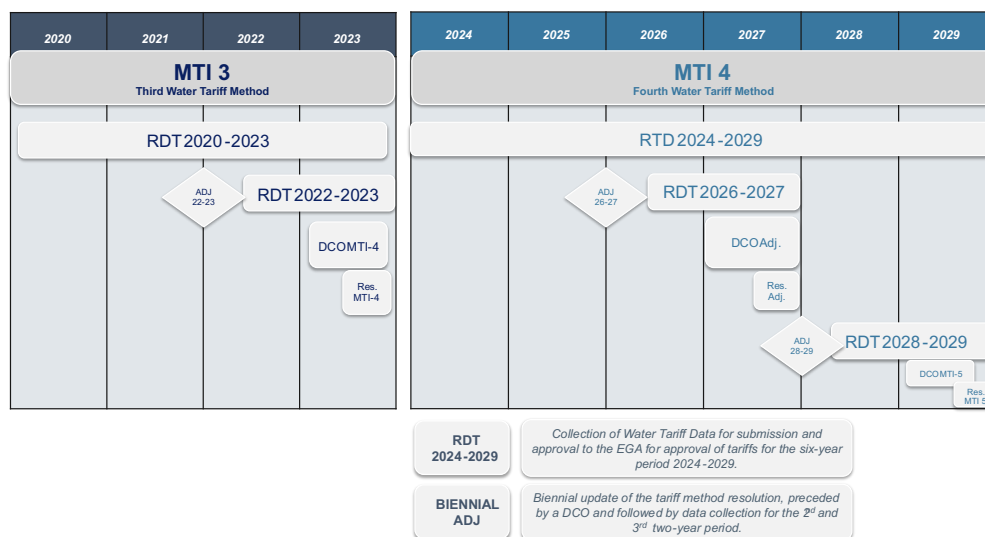 2020 2021 2022 2023 2024 2025 2026 2027 2028 2029
MTI 3
Third Water Tariff Method
MTI 4
Fourth Water Tariff Method
RDT 2020-2023
RTD 2024-2029
ADJ
22-23
RDT 2022-2023
ADJ
26-27
RDT 2026-2027
DCOMTI-4
DCOAdj.
Res.
MTI-4
Res.
Adj.
ADJ
28-29
RDT 2028-2029
DCOMTI-5
Res.
MTI 5
RDT
2024-2029
Collection of Water Tariff Data for submission and
approval to the EGA for approval of tariffs for the six-year
period 2024-2029.
BIENNIAL
ADJ
Biennial update of the tariff method resolution, preceded
by a DCO and followed by data collection for the 2nd and
3rd two-year period.